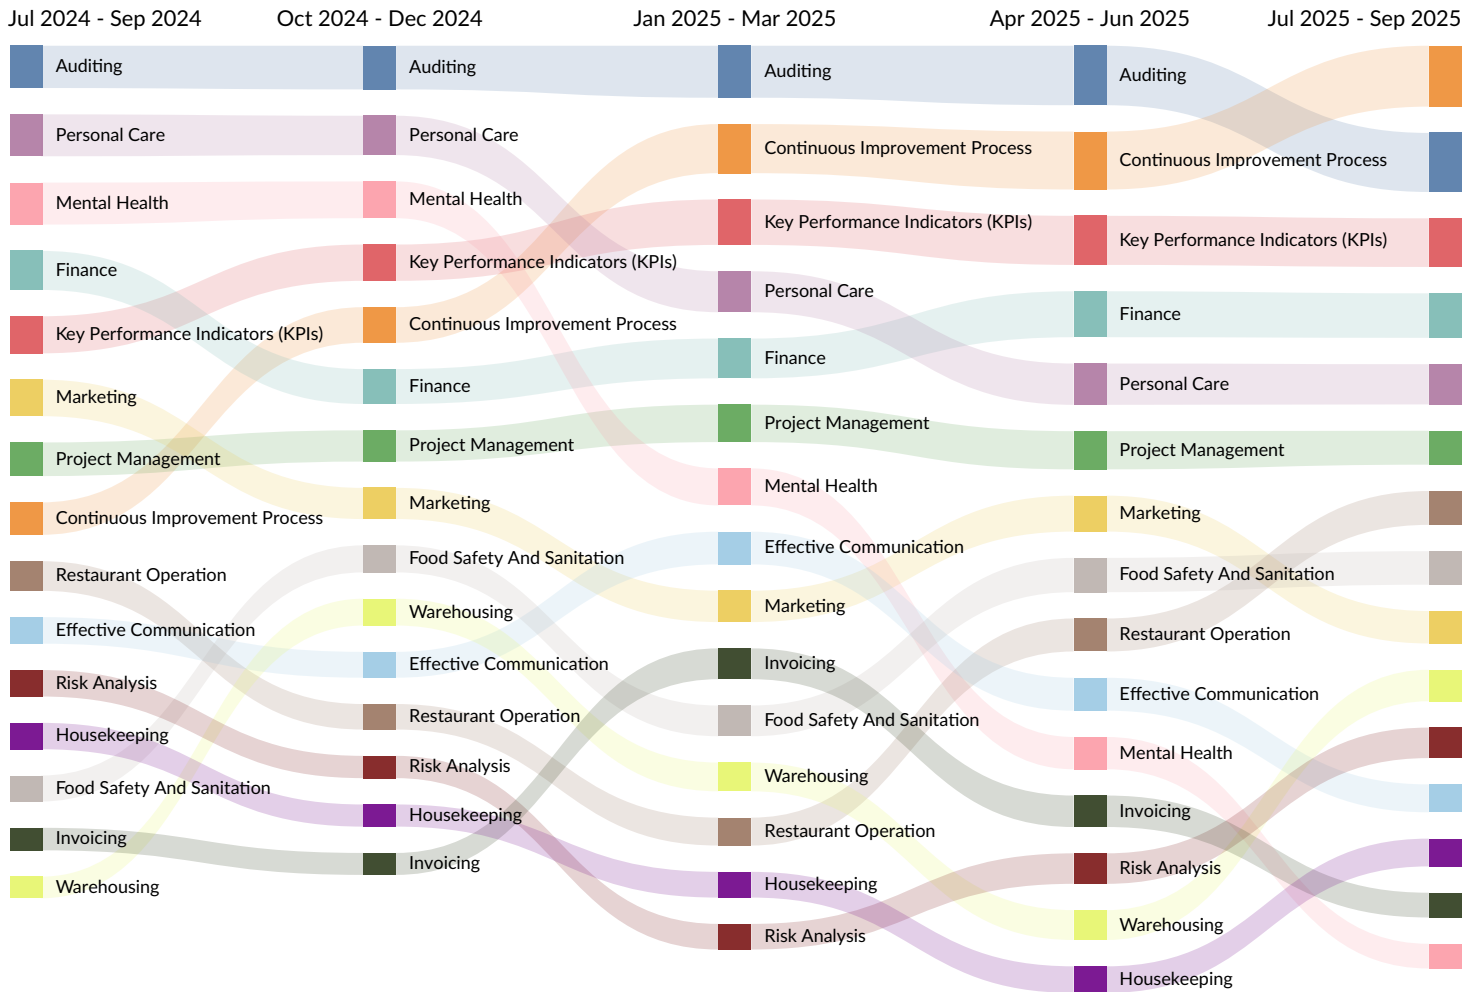 Jul 2024 - Sep 2024
Oct 2024 - Dec 2024
Jan 2025 - Mar 2025
Apr 2025 - Jun 2025
Jul 2025 - Sep 2025
Auditing
Personal Care
Mental Health
Finance
Key Performance Indicators (KPIs)
Marketing
Project Management
Continuous Improvement Process
Restaurant Operation
Effective Communication
Risk Analysis
Housekeeping
Food Safety And Sanitation
Invoicing
Warehousing
Auditing
Personal Care
Mental Health
Key Performance Indicators (KPIs)
Continuous Improvement Process
Finance
Project Management
Marketing
Food Safety And Sanitation
Warehousing
Effective Communication
Restaurant Operation
Risk Analysis
Housekeeping
Invoicing
Auditing
Continuous Improvement Process
Key Performance Indicators (KPIs)
Personal Care
Finance
Project Management
Mental Health
Effective Communication
Marketing
Invoicing
Food Safety And Sanitation
Warehousing
Restaurant Operation
Housekeeping
Risk Analysis
Auditing
Continuous Improvement Process
Key Performance Indicators (KPIs)
Finance
Personal Care
Project Management
Marketing
Food Safety And Sanitation
Restaurant Operation
Effective Communication
Mental Health
Invoicing
Risk Analysis
Warehousing
Housekeeping